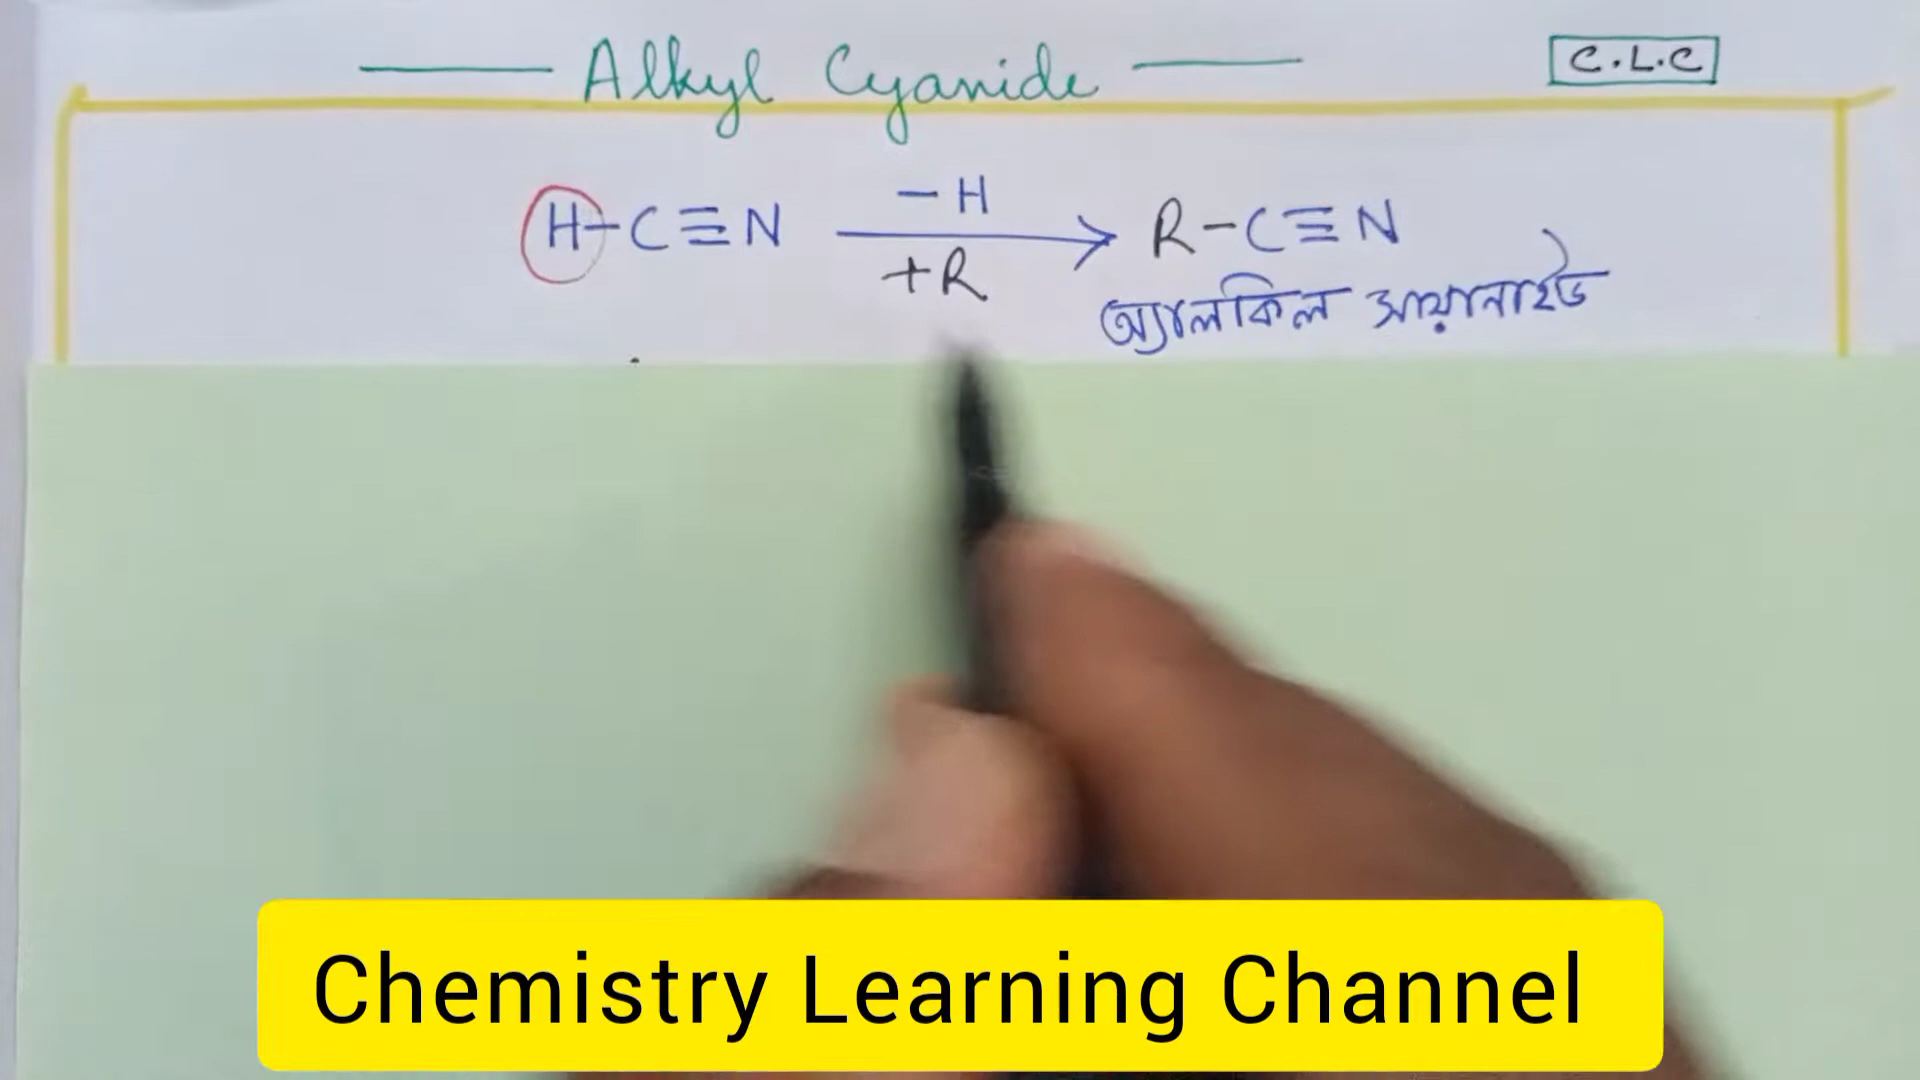 Alkyl Cyanide
C.L.C
H-C≡N -H +R R-C≡N
অ্যালকিল সায়ানাইড
Chemistry Learning Channel